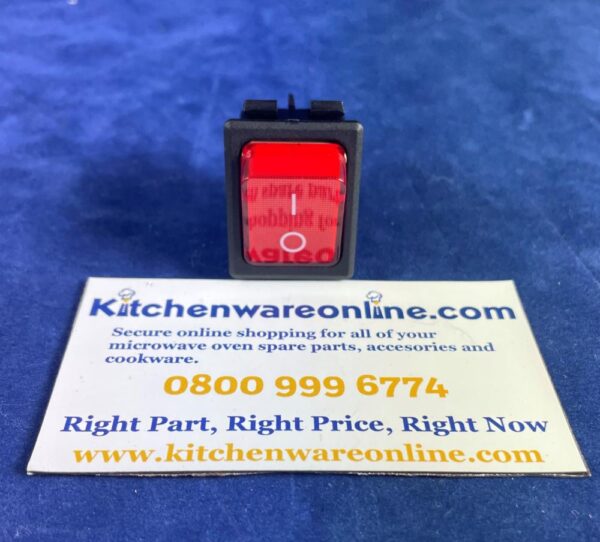 I
O
Kitchenwareonline.com
Secure online shopping for all of your
microwave oven spare parts, accesories and
cookware.
0800 999 6774
Right Part, Right Price, Right Now
www.kitchenwareonline.com